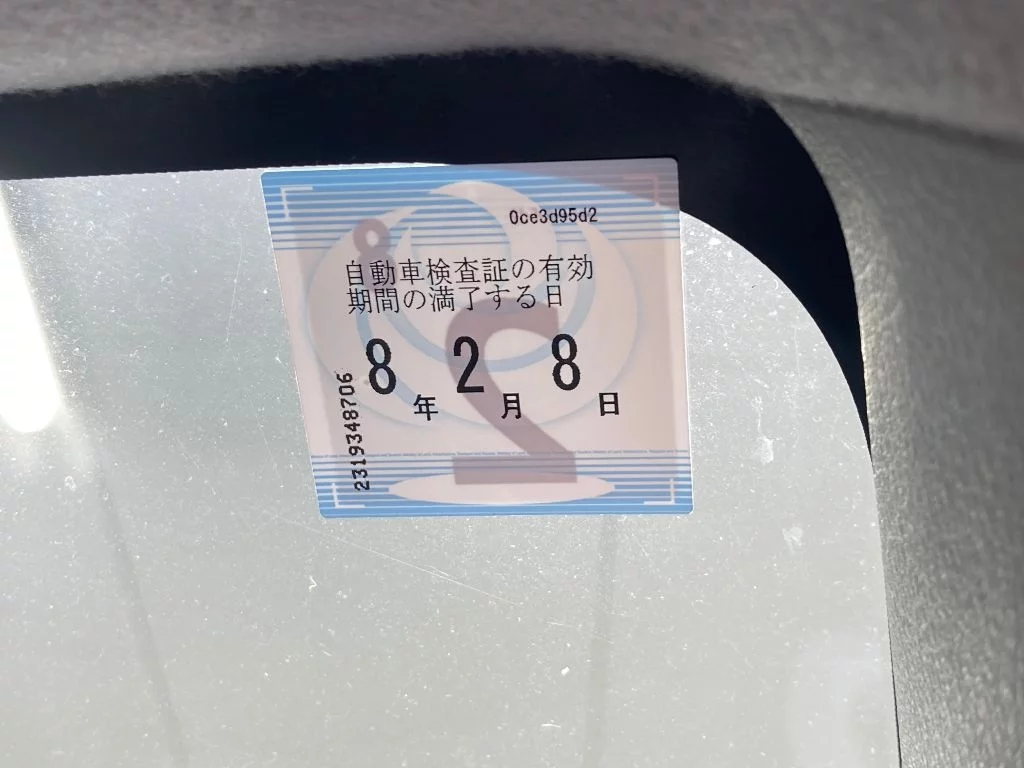 0ce3d95d2
自動車検査証の有効
期間の満了する日
8年2月8日
2319348706